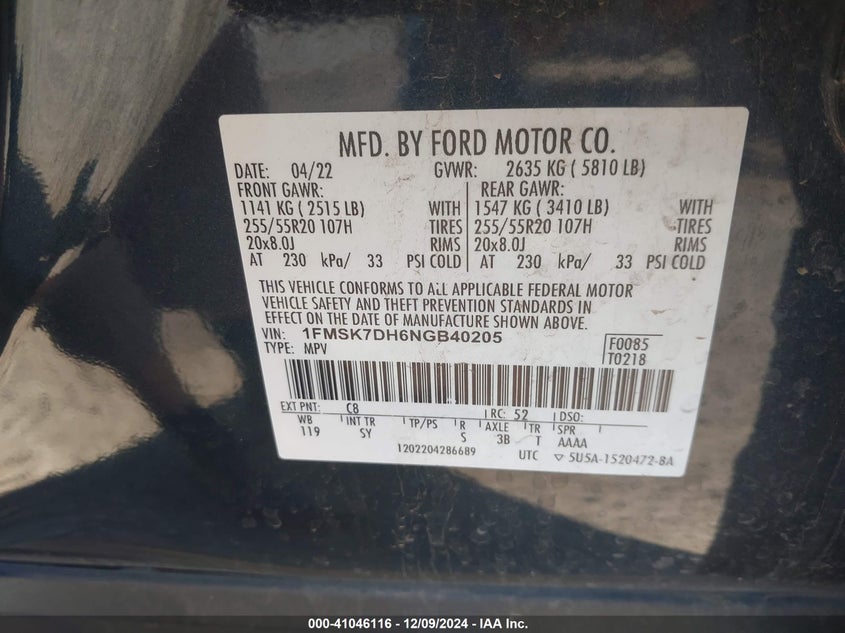 MFD. BY FORD MOTOR CO.
DATE: 04/22 GVWR: 2635 KG ( 5810 LB)
FRONT GAWR: REAR GAWR:
1141 KG ( 2515 LB) WITH 1547 KG ( 3410 LB) WITH
255/55R20 107H TIRES 255/55R20 107H TIRES
20x8.0J RIMS 20x8.0J RIMS
AT 230 kPa/ 33 PSI COLD AT 230 kPa/ 33 PSI COLD
THIS VEHICLE CONFORMS TO ALL APPLICABLE FEDERAL MOTOR
VEHICLE SAFETY AND THEFT PREVENTION STANDARDS IN
EFFECT ON THE DATE OF MANUFACTURE SHOWN ABOVE.
VIN: 1FMSK7DH6NGB40205 F0085
TYPE: MPV T0218
EXT PNT: C8 RC: 52 DSO:
WB INT TR TP/PS R AXLE TR SPR
119 SY S 3B T AAAA
1202204286689 UTC ▽ 5U5A-1520472-BA
000-41046116 - 12/09/2024 - IAA Inc.